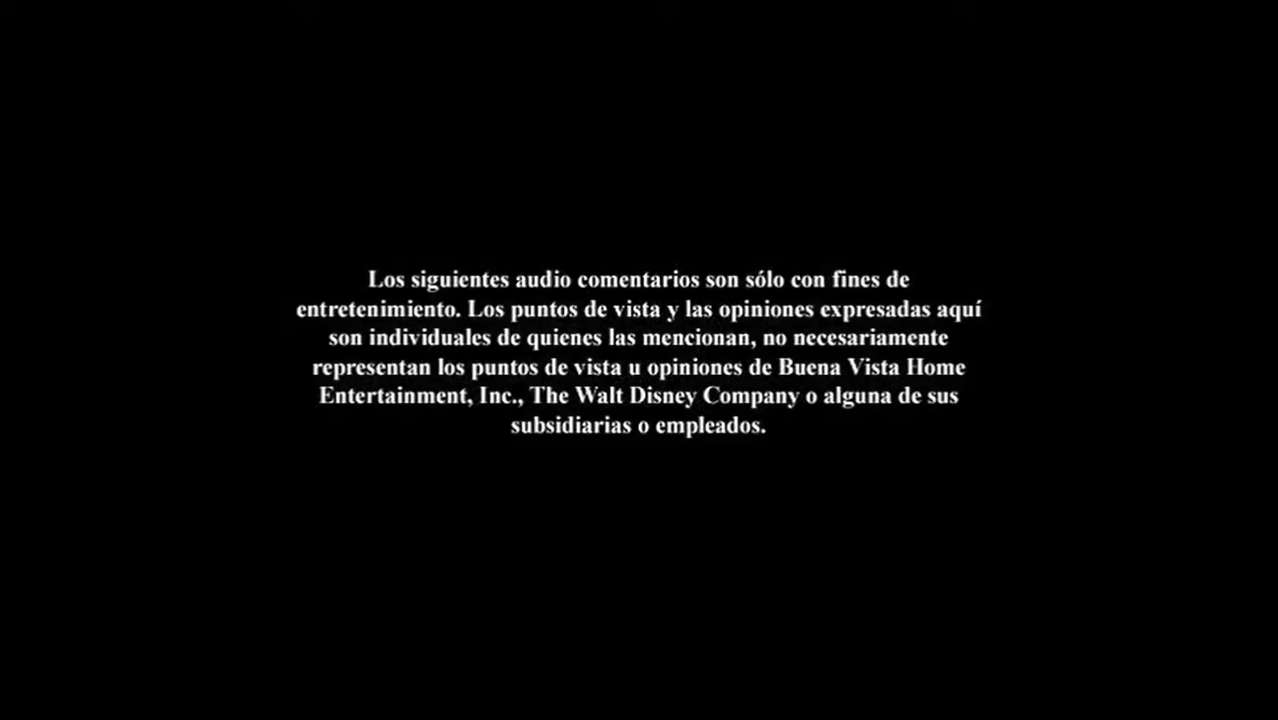 Los siguientes audio comentarios son sólo con fines de
entretenimiento. Los puntos de vista y las opiniones expresadas aquí
son individuales de quienes las mencionan, no necesariamente
representan los puntos de vista u opiniones de Buena Vista Home
Entertainment, Inc., The Walt Disney Company o alguna de sus
subsidiarias o empleados.